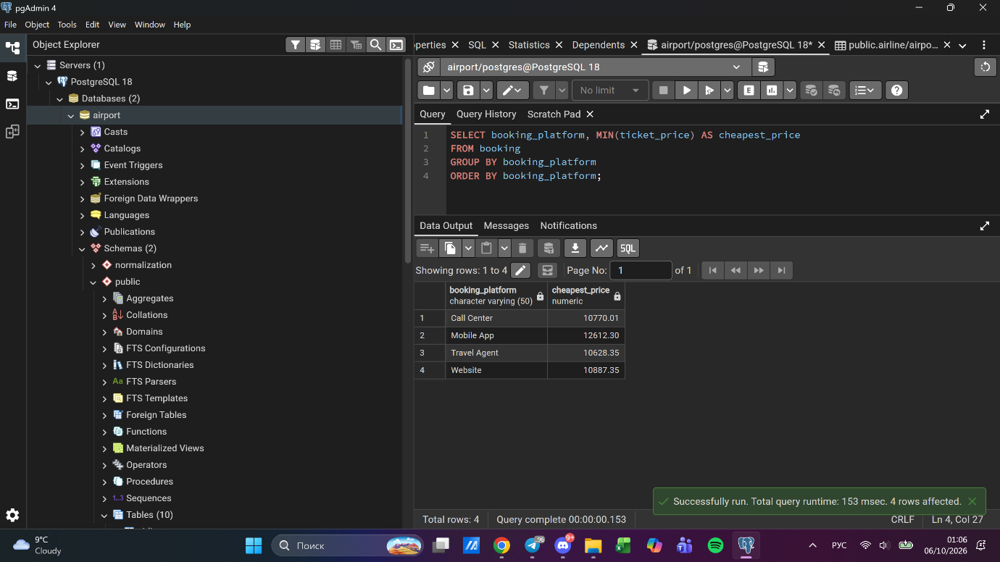 pgAdmin 4
File Object Tools Edit View Window Help
Object Explorer
Servers (1)
PostgreSQL 18
Databases (2)
airport
Casts
Catalogs
Event Triggers
Extensions
Foreign Data Wrappers
Languages
Publications
Schemas (2)
normalization
public
Aggregates
Collations
Domains
FTS Configurations
FTS Dictionaries
Aa FTS Parsers
FTS Templates
Foreign Tables
Functions
Materialized Views
Operators
Procedures
1..3 Sequences
Tables (10)
operties SQL Statistics Dependents airport/postgres@PostgreSQL 18* public.airline/airpo...
airport/postgres@PostgreSQL 18
No limit E
Query Query History Scratch Pad
1 SELECT booking_platform, MIN(ticket_price) AS cheapest_price
2 FROM booking
3 GROUP BY booking_platform
4 ORDER BY booking_platform;
Data Output Messages Notifications
SQL
Showing rows: 1 to 4 Page No: 1 of 1
booking_platform cheapest_price
character varying (50) numeric
1 Call Center 10770.01
2 Mobile App 12612.30
3 Travel Agent 10628.35
4 Website 10887.35
Successfully run. Total query runtime: 153 msec. 4 rows affected.
Total rows: 4 Query complete 00:00:00.153 CRLF Ln 4, Col 27
9°C
Cloudy
Поиск
96
9+
РУС
01:06
06/10/2026